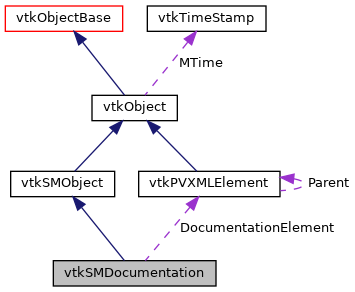 vtkObjectBase
vtkTimeStamp
MTime
vtkObject
vtkSMObject
vtkPVXMLElement
Parent
DocumentationElement
vtkSMDocumentation